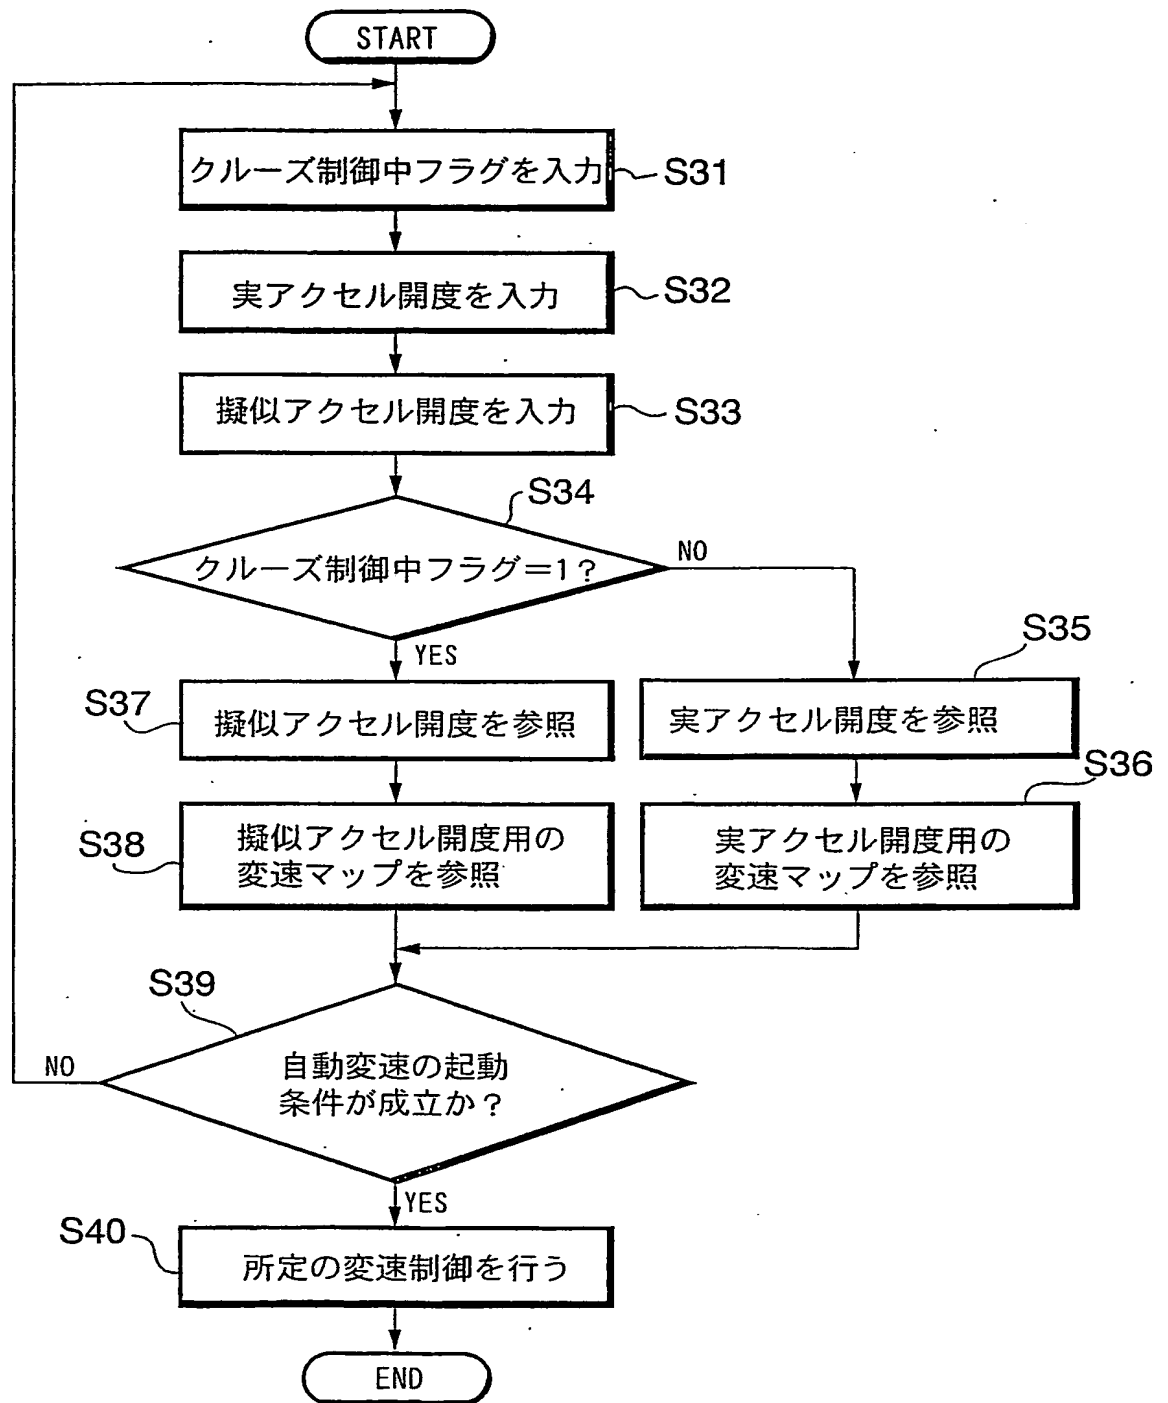 START
クルーズ制御中フラグを入力
S31
実アクセル開度を入力
S32
擬似アクセル開度を入力
S33
S34
クルーズ制御中フラグ=1?
NO
YES
S35
S37
擬似アクセル開度を参照
実アクセル開度を参照
S36
S38
擬似アクセル開度用の
変速マップを参照
実アクセル開度用の
変速マップを参照
S39
NO
自動変速の起動
条件が成立か?
YES
S40
所定の変速制御を行う
END